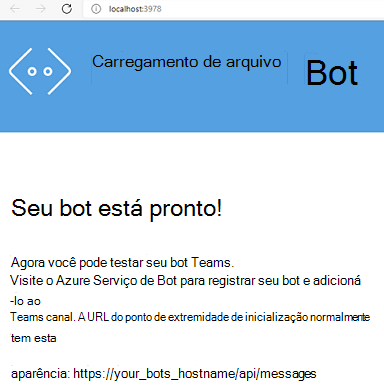 localhost:3978
Carregamento de arquivo Bot
Seu bot está pronto!
Agora você pode testar seu bot Teams.
Visite o Azure Serviço de Bot para registrar seu bot e adicioná
-lo ao
Teams canal. A URL do ponto de extremidade de inicialização normalmente
tem esta
aparência: https://your_bots_hostname/api/messages